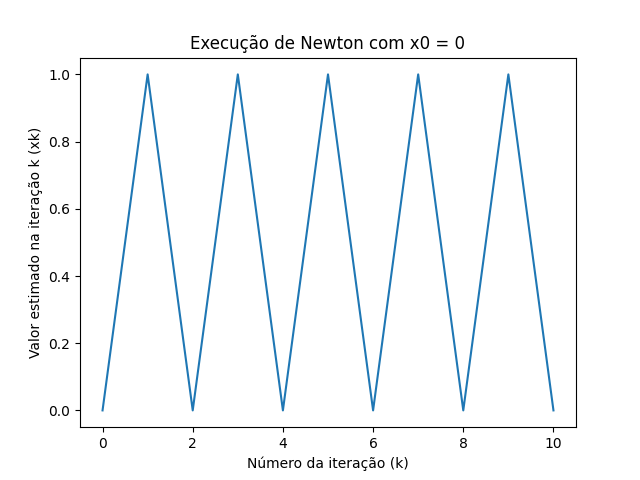 Execução de Newton com x0 = 0
Valor estimado na iteração k (xk)
1.0
0.8
0.6
0.4
0.2
0.0
0 2 4 6 8 10
Número da iteração (k)